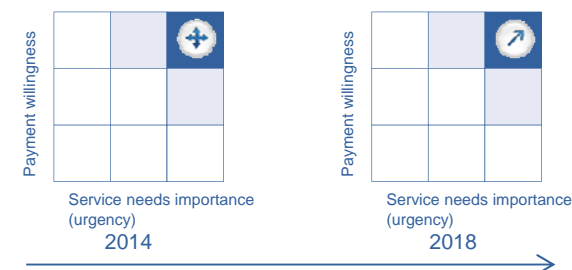 Payment willingness
Service needs importance
(urgency)
2014
Payment willingness
Service needs importance
(urgency)
2018